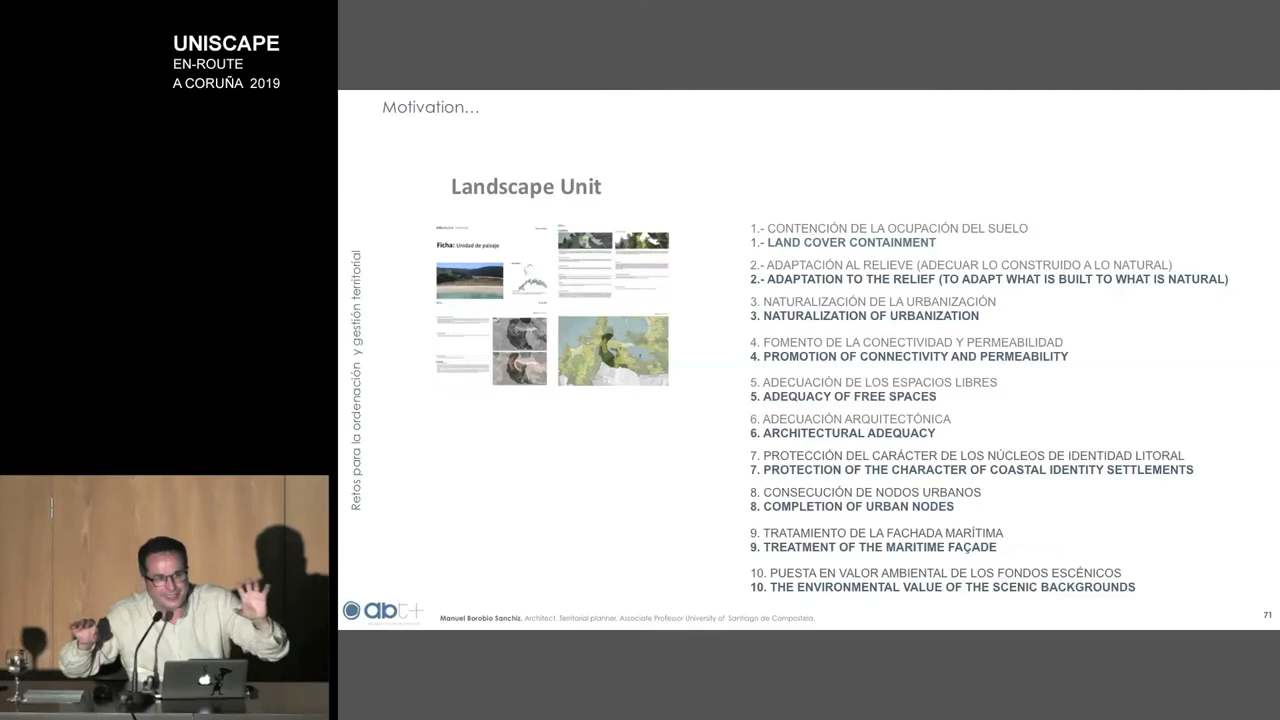 UNISCAPE
EN-ROUTE
A CORUÑA 2019
Motivation...
Landscape Unit
Ficha: Unidad de paisaje
Retos para la ordenación y gestión territorial
1.- CONTENCIÓN DE LA OCUPACIÓN DEL SUELO
1.- LAND COVER CONTAINMENT
2.- ADAPTACIÓN AL RELIEVE (ADECUAR LO CONSTRUIDO A LO NATURAL)
2.- ADAPTATION TO THE RELIEF (TO ADAPT WHAT IS BUILT TO WHAT IS NATURAL)
3. NATURALIZACIÓN DE LA URBANIZACIÓN
3. NATURALIZATION OF URBANIZATION
4. FOMENTO DE LA CONECTIVIDAD Y PERMEABILIDAD
4. PROMOTION OF CONNECTIVITY AND PERMEABILITY
5. ADECUACIÓN DE LOS ESPACIOS LIBRES
5. ADEQUACY OF FREE SPACES
6. ADECUACIÓN ARQUITECTÓNICA
6. ARCHITECTURAL ADEQUACY
7. PROTECCIÓN DEL CARÁCTER DE LOS NÚCLEOS DE IDENTIDAD LITORAL
7. PROTECTION OF THE CHARACTER OF COASTAL IDENTITY SETTLEMENTS
8. CONSECUCIÓN DE NODOS URBANOS
8. COMPLETION OF URBAN NODES
9. TRATAMIENTO DE LA FACHADA MARÍTIMA
9. TREATMENT OF THE MARITIME FAÇADE
10. PUESTA EN VALOR AMBIENTAL DE LOS FONDOS ESCÉNICOS
10. THE ENVIRONMENTAL VALUE OF THE SCENIC BACKGROUNDS
abt+
Manuel Borobio Sanchiz. Architect. Territorial planner. Associate Professor University of Santiago de Compostela.
71